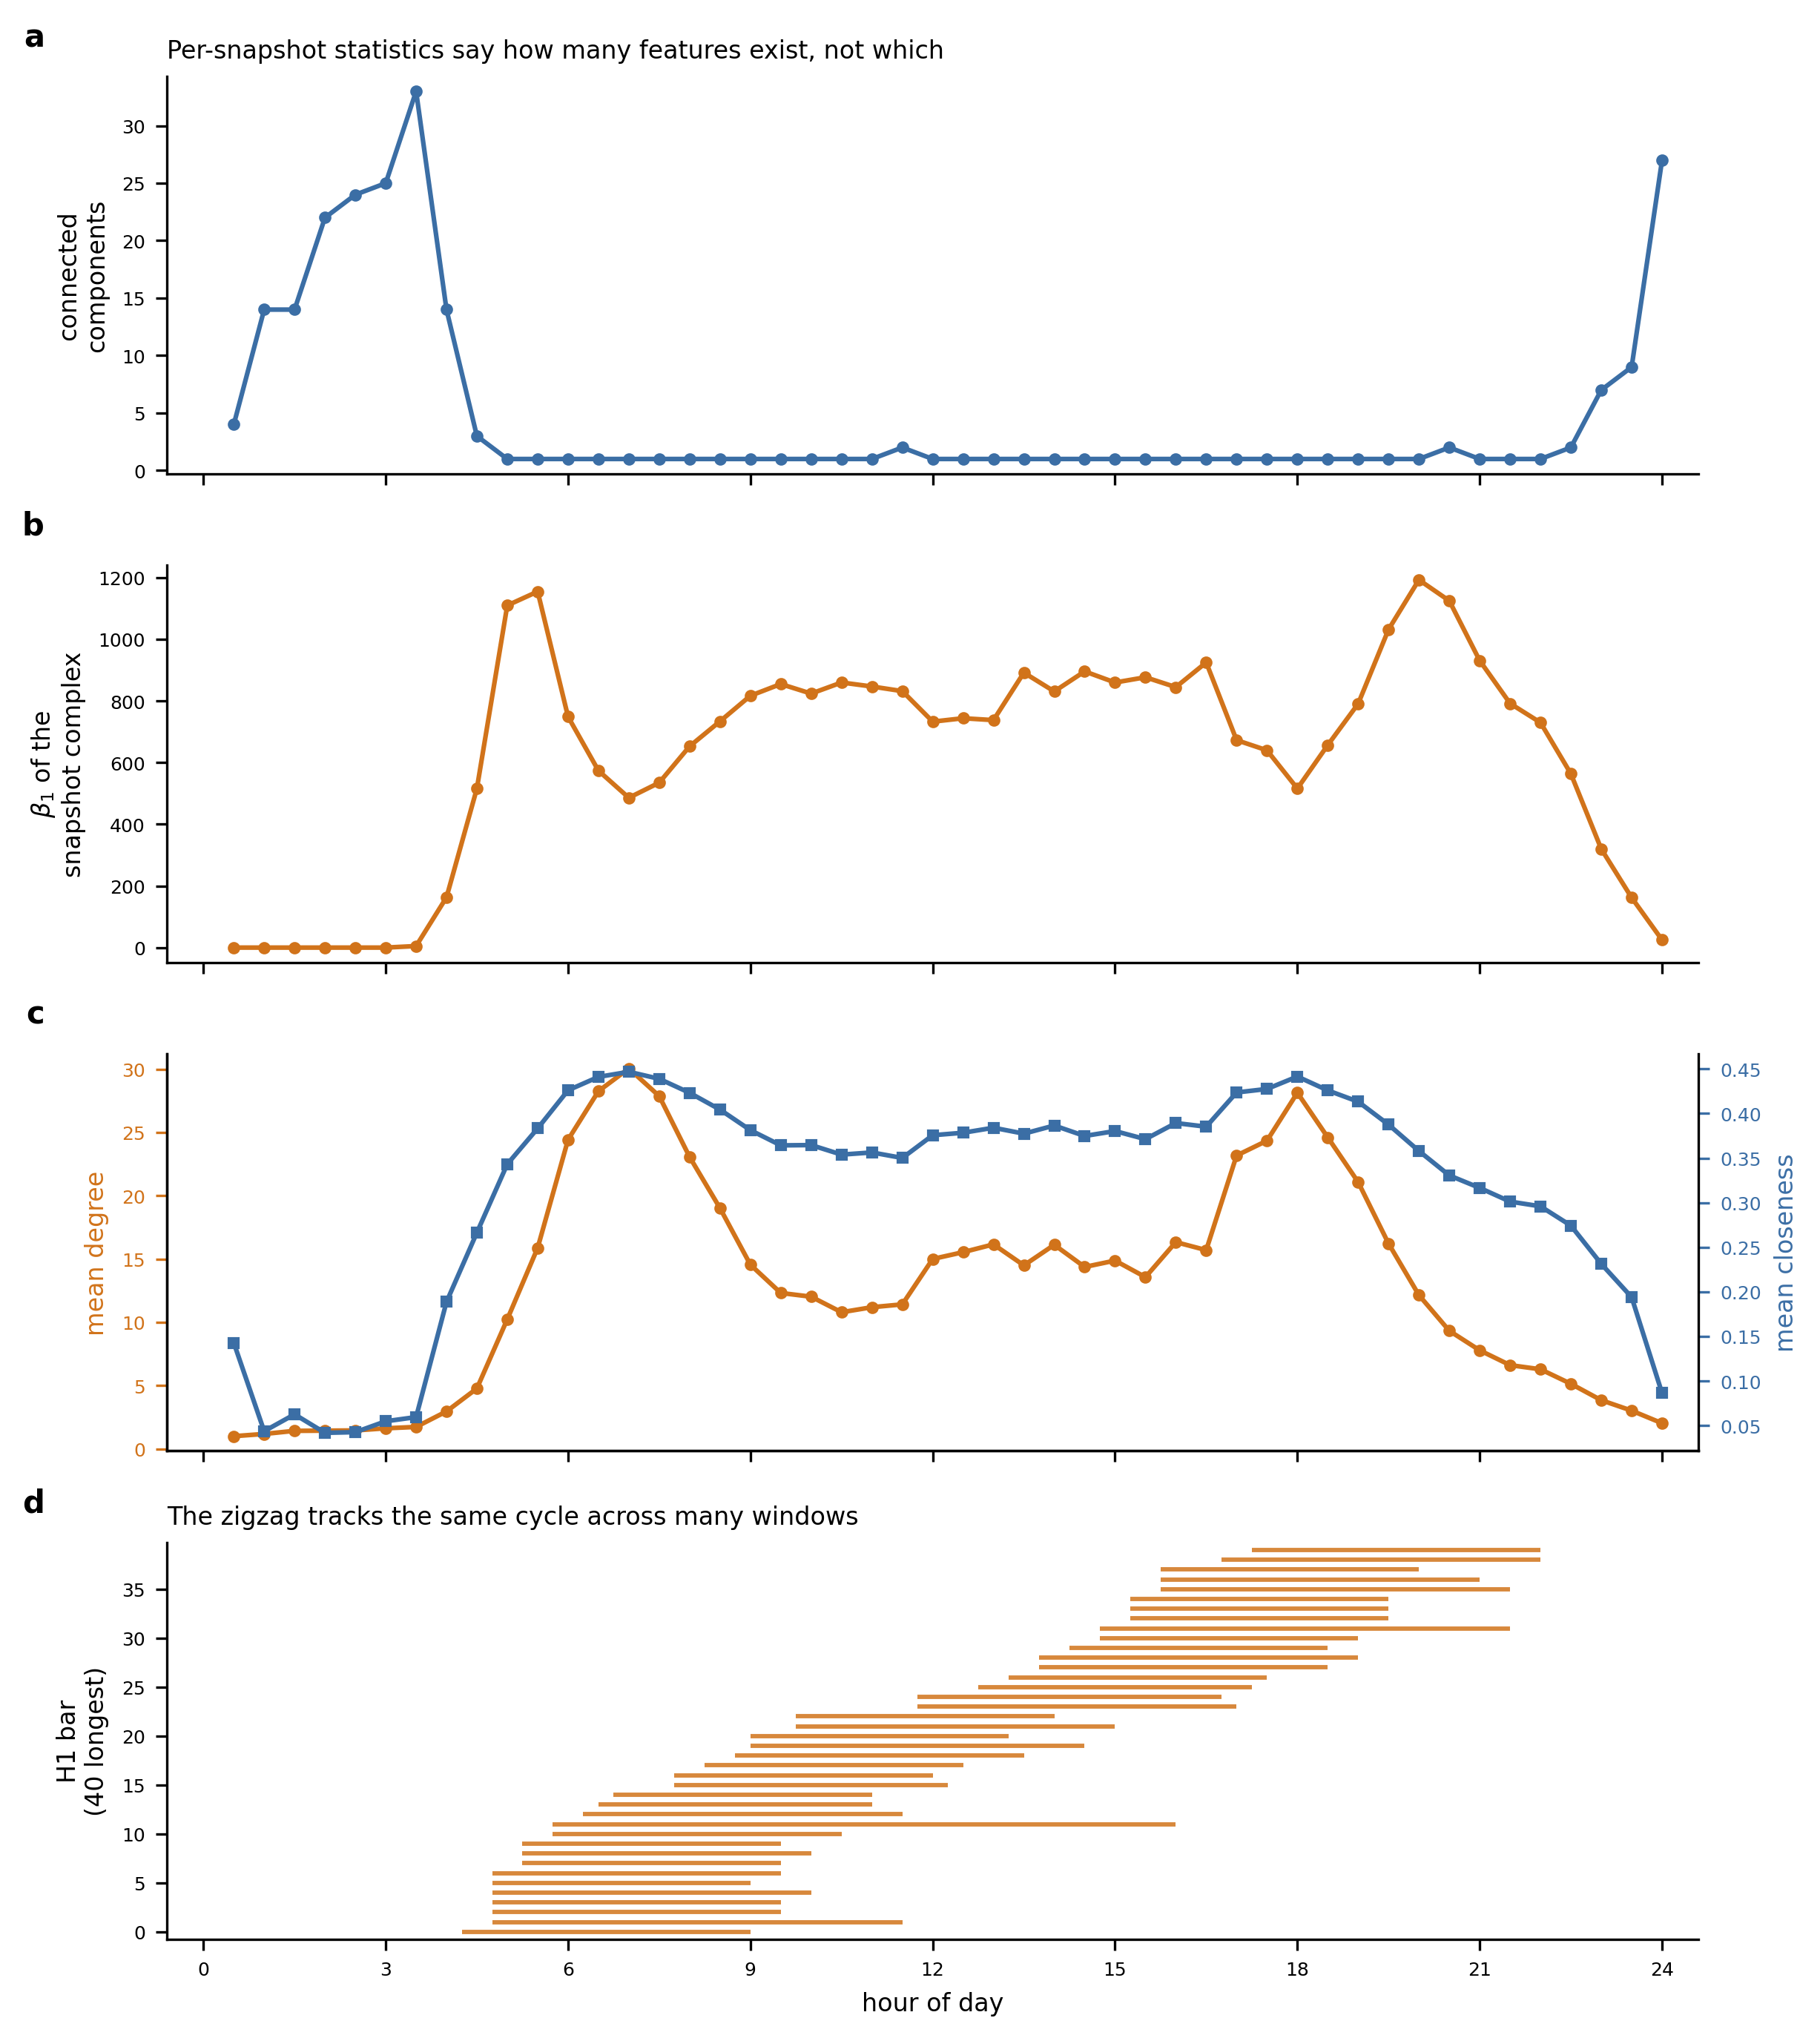 a
Per-snapshot statistics say how many features exist, not which
connected
components
30
25
20
15
10
5
0
b
β₁ of the
snapshot complex
1200
1000
800
600
400
200
0
c
mean degree
30
25
20
15
10
5
0
0.45
0.40
0.35
0.30
0.25
0.20
0.15
0.10
0.05
mean closeness
d
The zigzag tracks the same cycle across many windows
H1 bar
(40 longest)
35
30
25
20
15
10
5
0
0 3 6 9 12 15 18 21 24
hour of day